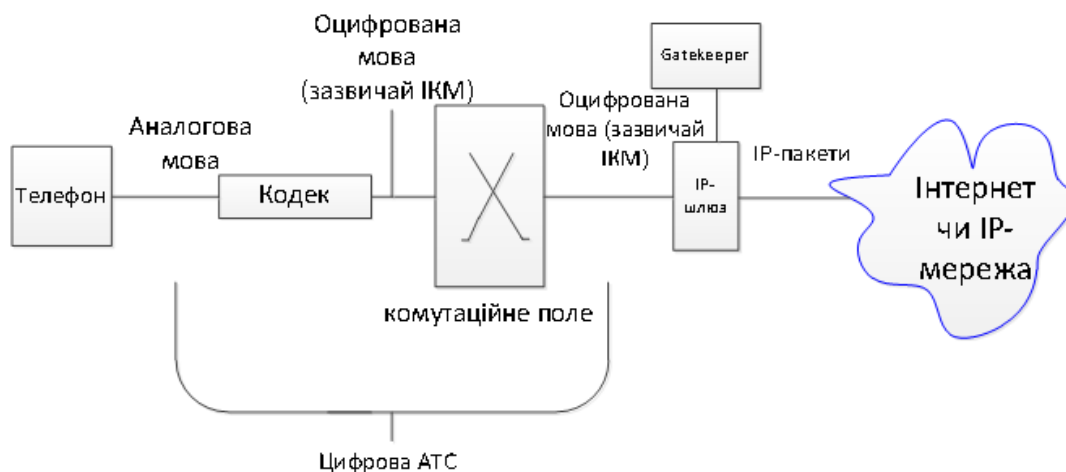 Оцифрована
мова
(зазвичай ІКМ)
Gatekeeper
Оцифрована
мова (зазвичай
ІКМ)
Аналогова
мова
IP-пакети
Телефон
Кодек
IP-
шлюз
Інтернет
чи IP-
мережа
комутаційне поле
Цифрова АТС